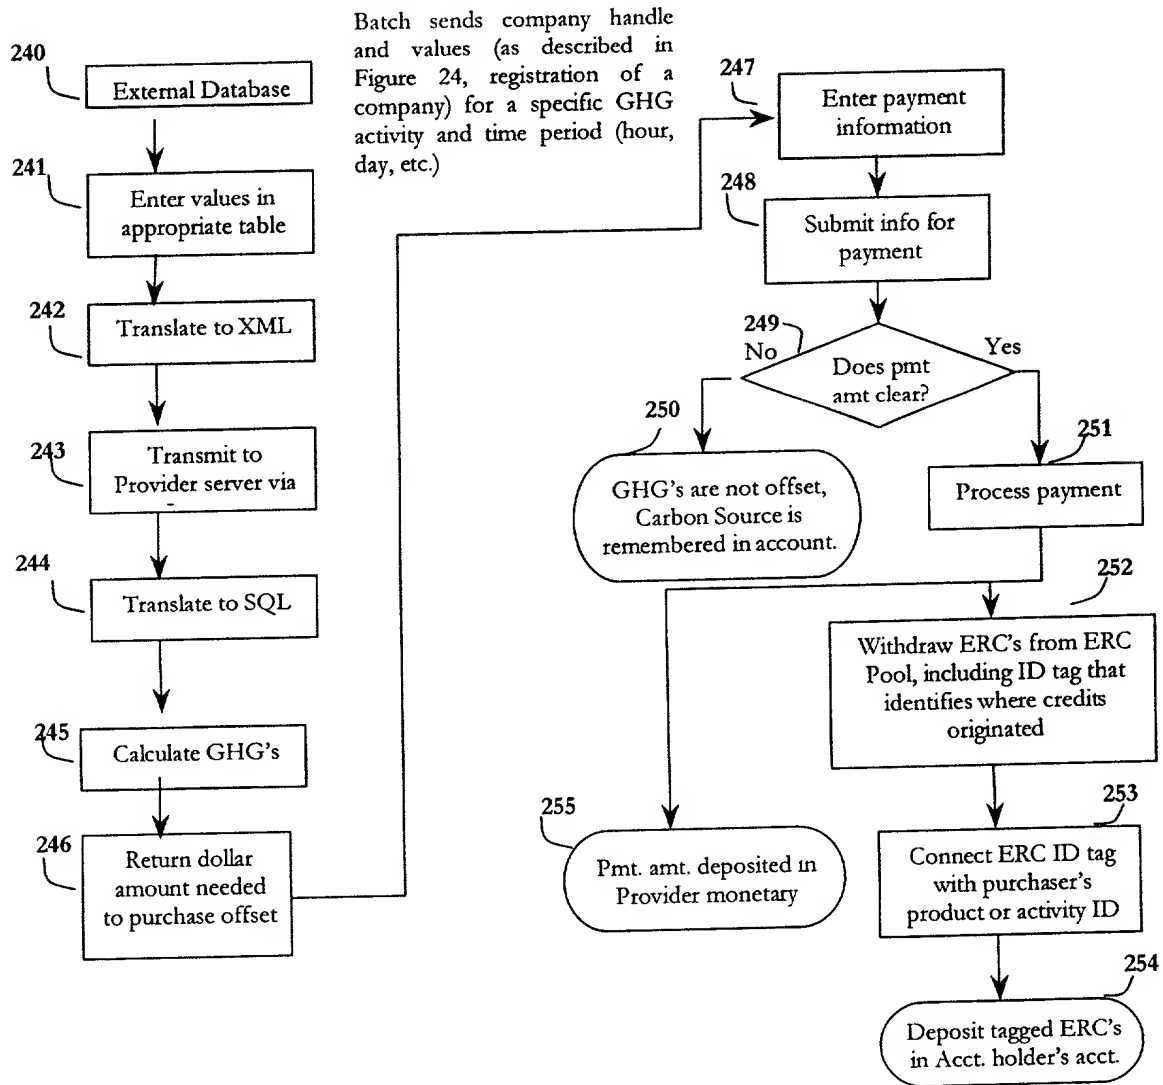 Batch sends company handle
and values (as described in
Figure 24, registration of a
company) for a specific GHG
activity and time period (hour,
day, etc.)
240
External Database
241
Enter values in
appropriate table
242
Translate to XML
243
Transmit to
Provider server via
244
Translate to SQL
245
Calculate GHG's
246
Return dollar
amount needed
to purchase offset
247
Enter payment
information
248
Submit info for
payment
249
No
Yes
Does pmt
amt clear?
250
GHG's are not offset,
Carbon Source is
remembered in account.
251
Process payment
252
Withdraw ERC's from ERC
Pool, including ID tag that
identifies where credits
originated
253
Connect ERC ID tag
with purchaser's
product or activity ID
254
Deposit tagged ERC's
in Acct. holder's acct.
255
Pmt. amt. deposited in
Provider monetary